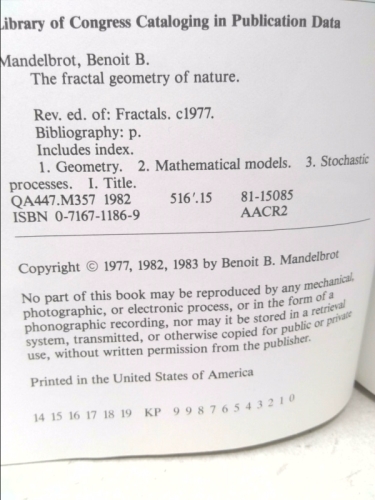 Library of Congress Cataloging in Publication Data
Mandelbrot, Benoit B.
The fractal geometry of nature.
Rev. ed. of: Fractals. c1977.
Bibliography: p.
Includes index.
1. Geometry. 2. Mathematical models. 3. Stochastic
processes. I. Title.
QA447.M357 1982 516'.15 81-15085
ISBN 0-7167-1186-9 AACR2
Copyright © 1977, 1982, 1983 by Benoit B. Mandelbrot
No part of this book may be reproduced by any mechanical,
photographic, or electronic process, or in the form of a
phonographic recording, nor may it be stored in a retrieval
system, transmitted, or otherwise copied for public or private
use, without written permission from the publisher.
Printed in the United States of America
14 15 16 17 18 19 KP 9 9 8 7 6 5 4 3 2 1 0